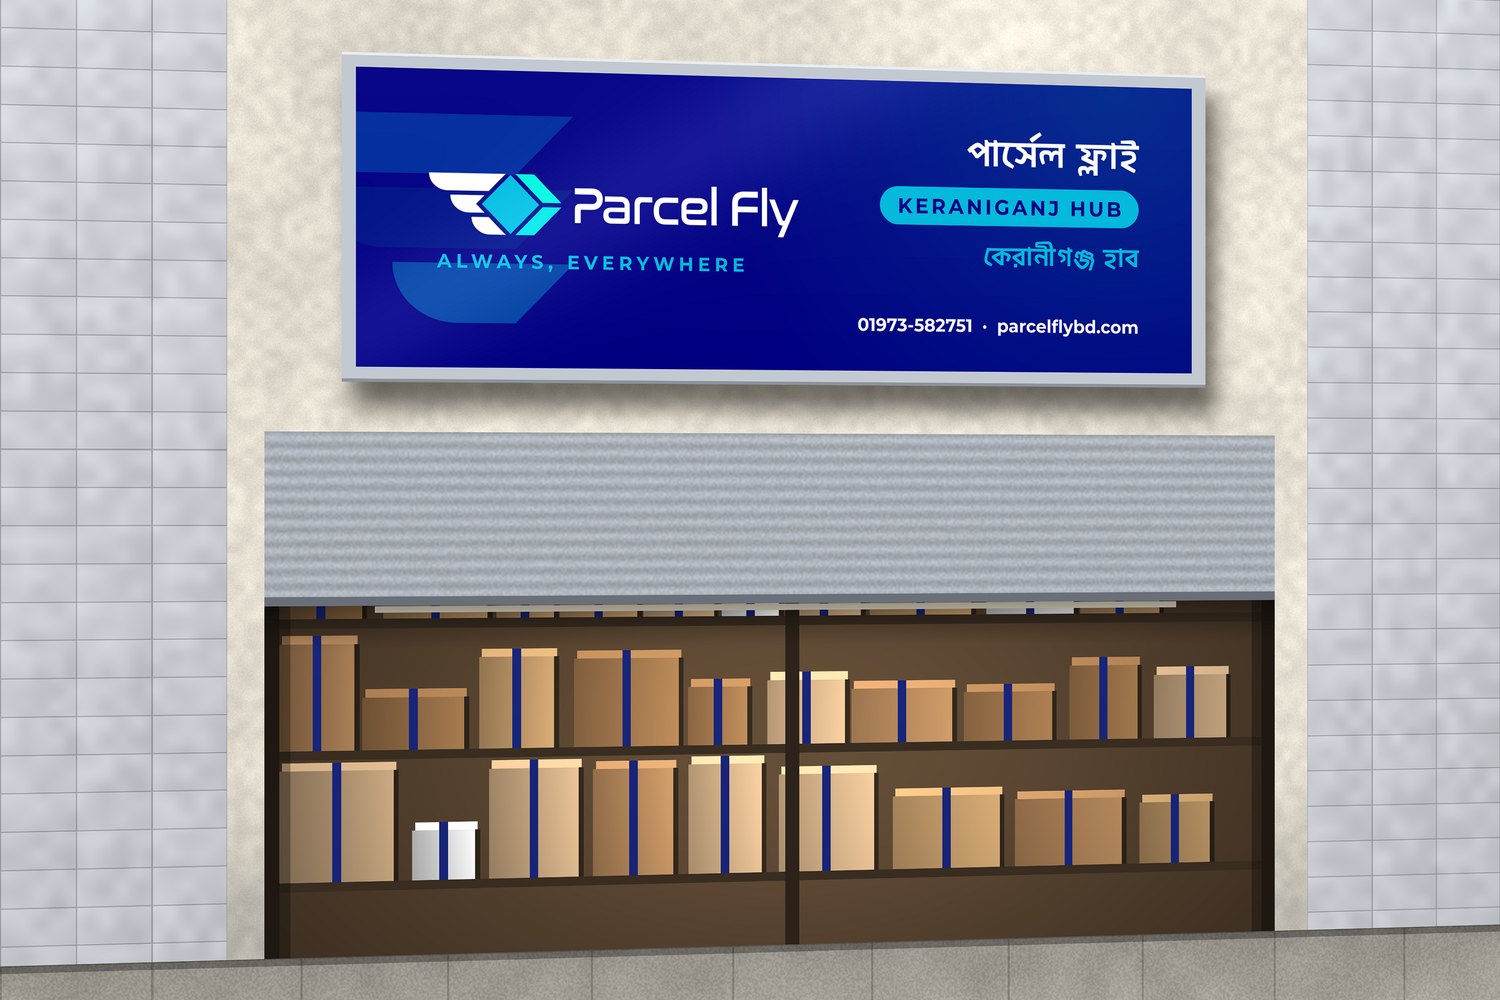 Parcel Fly
ALWAYS, EVERYWHERE
পার্সেল ফ্লাই
KERANIGANJ HUB
কেরানীগঞ্জ হাব
01973-582751 · parcelflybd.com